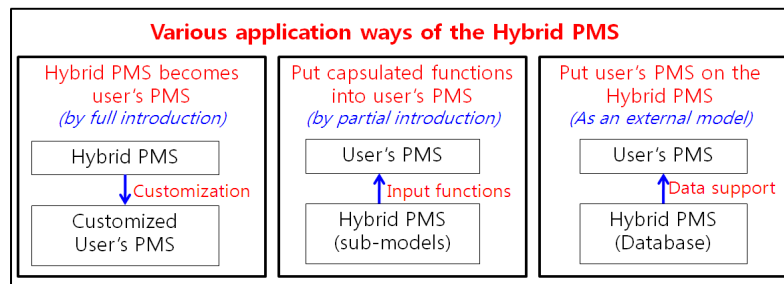 Various application ways of the Hybrid PMS
Hybrid PMS becomes
user's PMS
(by full introduction)
Hybrid PMS
Customization
Customized
User's PMS
Put capsulated functions
into user's PMS
(by partial introduction)
User's PMS
Input functions
Hybrid PMS
(sub-models)
Put user's PMS on the
Hybrid PMS
(As an external model)
User's PMS
Data support
Hybrid PMS
(Database)